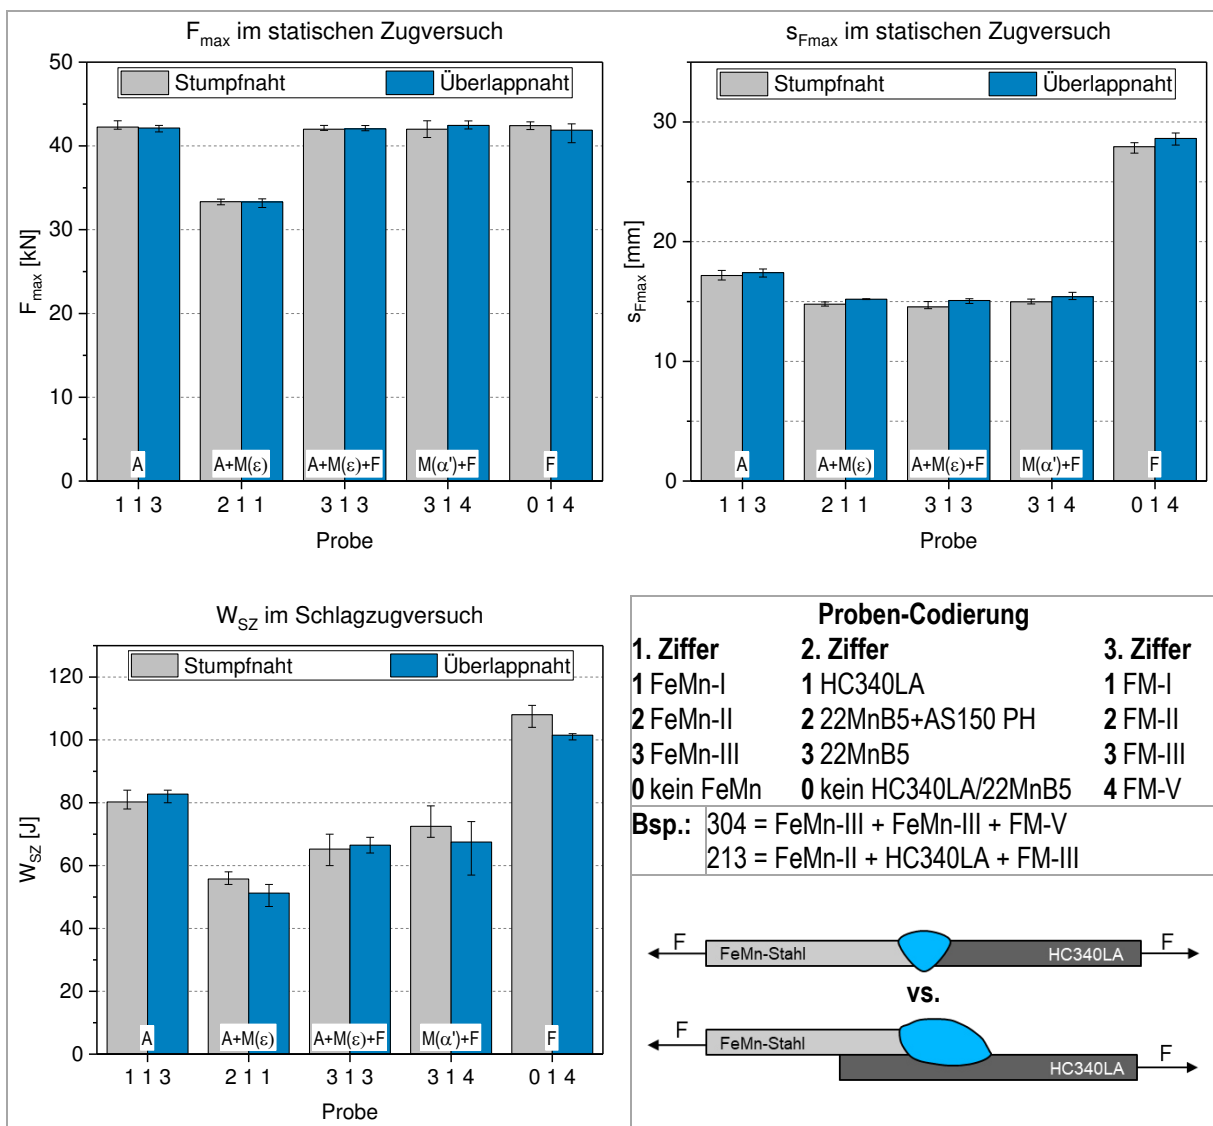 F_max im statischen Zugversuch
Stumpfnaht Überlappnaht
F_max [kN]
50
40
30
20
10
0
A A+M(ε) A+M(ε)+F M(α')+F F
1 1 3 2 1 1 3 1 3 3 1 4 0 1 4
Probe
s_Fmax im statischen Zugversuch
Stumpfnaht Überlappnaht
s_Fmax [mm]
30
20
10
0
A A+M(ε) A+M(ε)+F M(α')+F F
1 1 3 2 1 1 3 1 3 3 1 4 0 1 4
Probe
W_SZ im Schlagzugversuch
Stumpfnaht Überlappnaht
W_SZ [J]
120
100
80
60
40
20
0
A A+M(ε) A+M(ε)+F M(α')+F F
1 1 3 2 1 1 3 1 3 3 1 4 0 1 4
Probe
Proben-Codierung
1. Ziffer 2. Ziffer 3. Ziffer
1 FeMn-I 1 HC340LA 1 FM-I
2 FeMn-II 2 22MnB5+AS150 PH 2 FM-II
3 FeMn-III 3 22MnB5 3 FM-III
0 kein FeMn 0 kein HC340LA/22MnB5 4 FM-V
Bsp.: 304 = FeMn-III + FeMn-III + FM-V
213 = FeMn-II + HC340LA + FM-III
F FeMn-Stahl HC340LA F
vs.
F FeMn-Stahl
HC340LA F